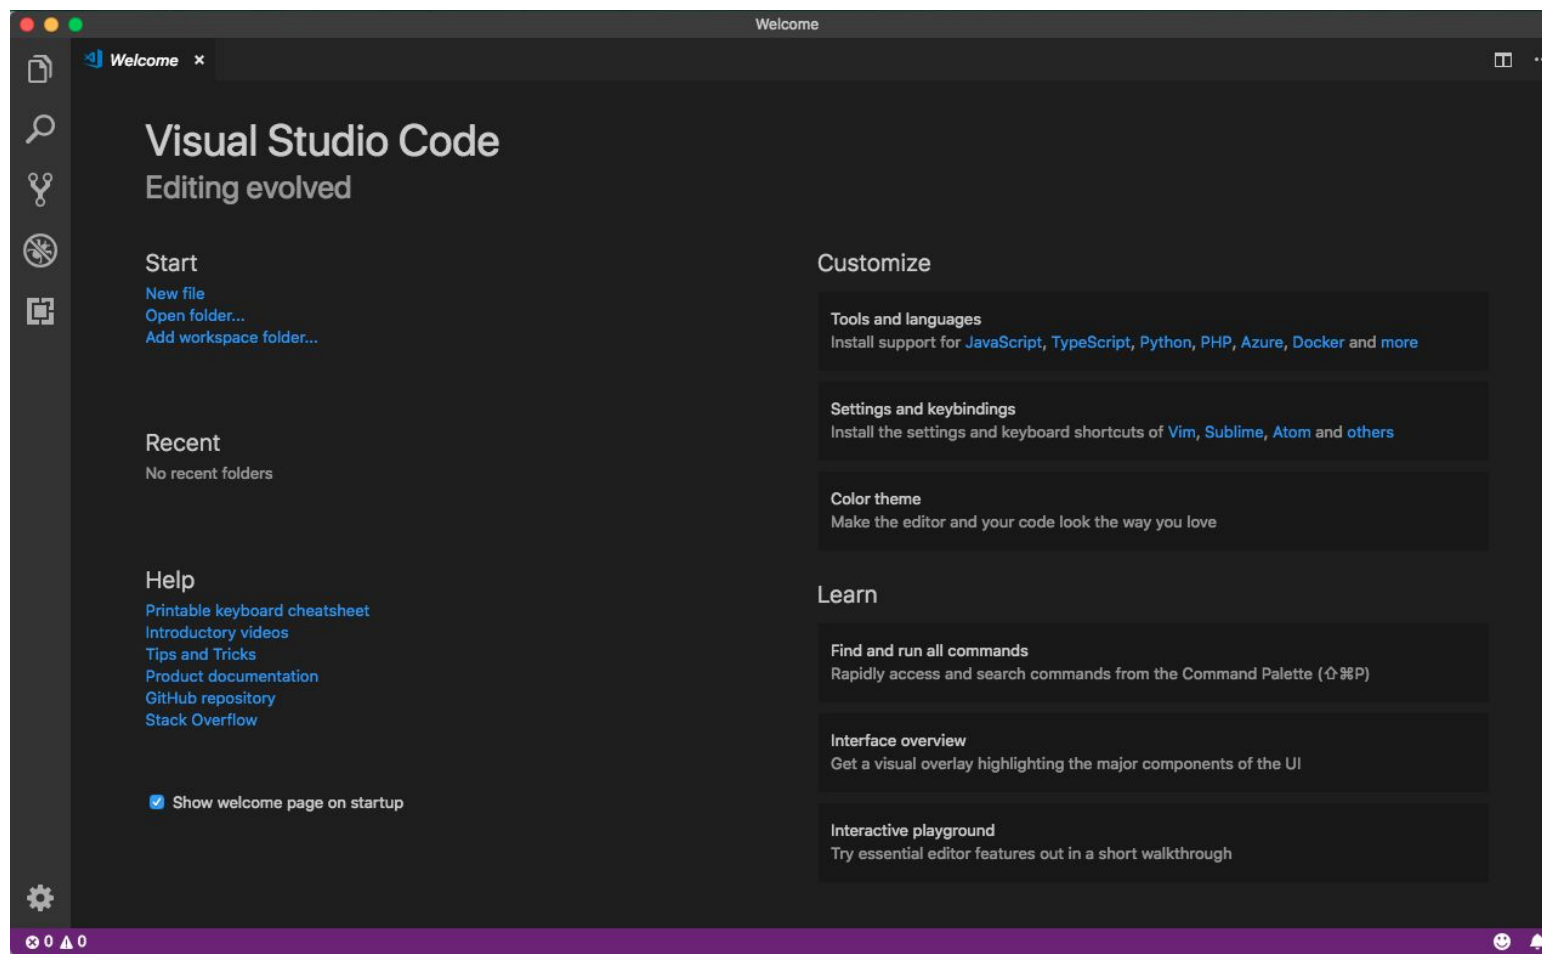 Welcome
Welcome
Visual Studio Code
Editing evolved
Start
New file
Open folder...
Add workspace folder...
Recent
No recent folders
Help
Printable keyboard cheatsheet
Introductory videos
Tips and Tricks
Product documentation
GitHub repository
Stack Overflow
Show welcome page on startup
Customize
Tools and languages
Install support for JavaScript, TypeScript, Python, PHP, Azure, Docker and more
Settings and keybindings
Install the settings and keyboard shortcuts of Vim, Sublime, Atom and others
Color theme
Make the editor and your code look the way you love
Learn
Find and run all commands
Rapidly access and search commands from the Command Palette (⇧⌘P)
Interface overview
Get a visual overlay highlighting the major components of the UI
Interactive playground
Try essential editor features out in a short walkthrough
0 0